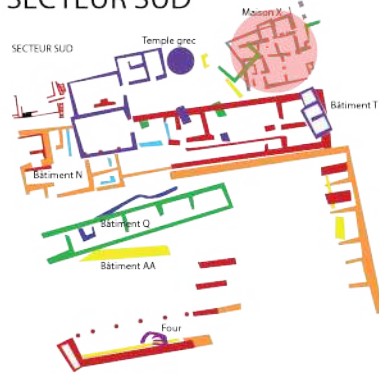 SECTEUR SUD
Maison X
Temple grec
SECTEUR SUD
Bâtiment T
Bâtiment N
Bâtiment Q
Bâtiment AA
Four